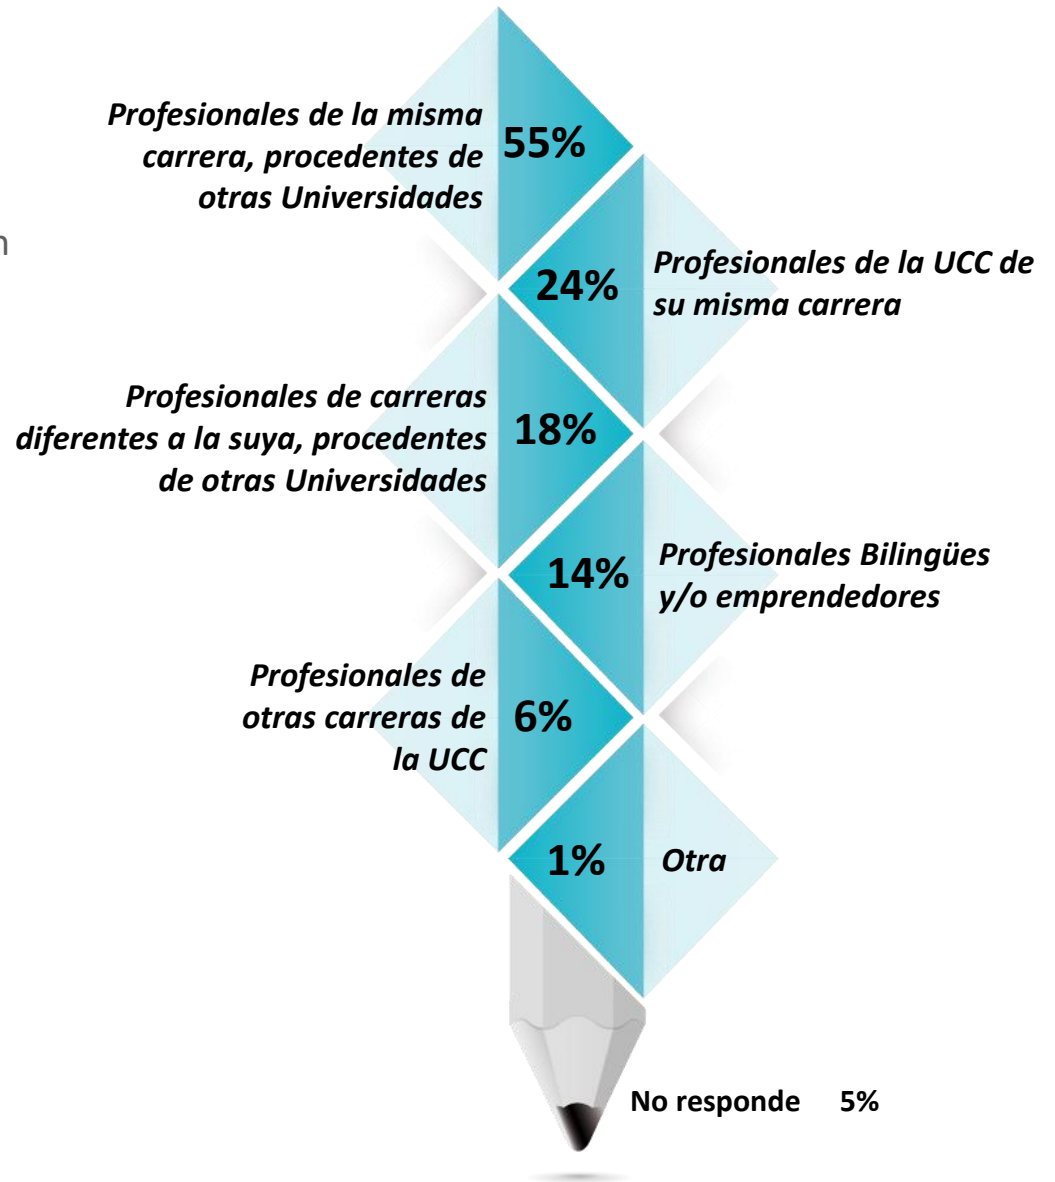 Profesionales de la misma
carrera, procedentes de
otras Universidades
55%
24%
Profesionales de la UCC de
su misma carrera
Profesionales de carreras
diferentes a la suya, procedentes
de otras Universidades
18%
14%
Profesionales Bilingües
y/o emprendedores
Profesionales de
otras carreras de
la UCC
6%
1%
Otra
No responde 5%